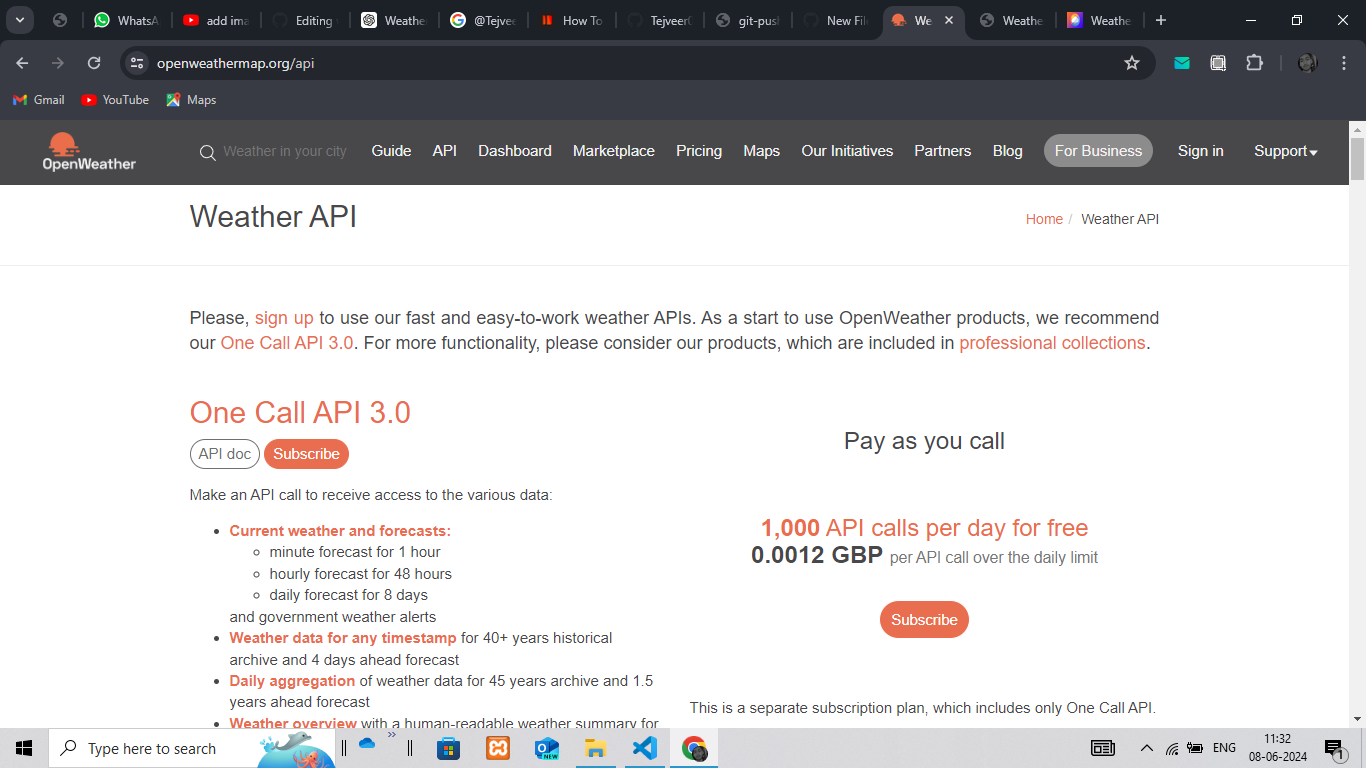 WhatsA
add ima
Editing
Weather
@Tejvee
How To
Tejveer
git-push
New File
We
Weathe
Weathe
openweathermap.org/api
Gmail
YouTube
Maps
OpenWeather
Weather in your city
Guide
API
Dashboard
Marketplace
Pricing
Maps
Our Initiatives
Partners
Blog
For Business
Sign in
Support
Weather API
Home / Weather API
Please, sign up to use our fast and easy-to-work weather APIs. As a start to use OpenWeather products, we recommend
our One Call API 3.0. For more functionality, please consider our products, which are included in professional collections.
One Call API 3.0
API doc
Subscribe
Make an API call to receive access to the various data:
Current weather and forecasts:
minute forecast for 1 hour
hourly forecast for 48 hours
daily forecast for 8 days
and government weather alerts
Weather data for any timestamp for 40+ years historical
archive and 4 days ahead forecast
Daily aggregation of weather data for 45 years archive and 1.5
years ahead forecast
Weather overview with a human-readable weather summary for
Pay as you call
1,000 API calls per day for free
0.0012 GBP per API call over the daily limit
Subscribe
This is a separate subscription plan, which includes only One Call API.
Type here to search
NEW
ENG
11:32
08-06-2024
1